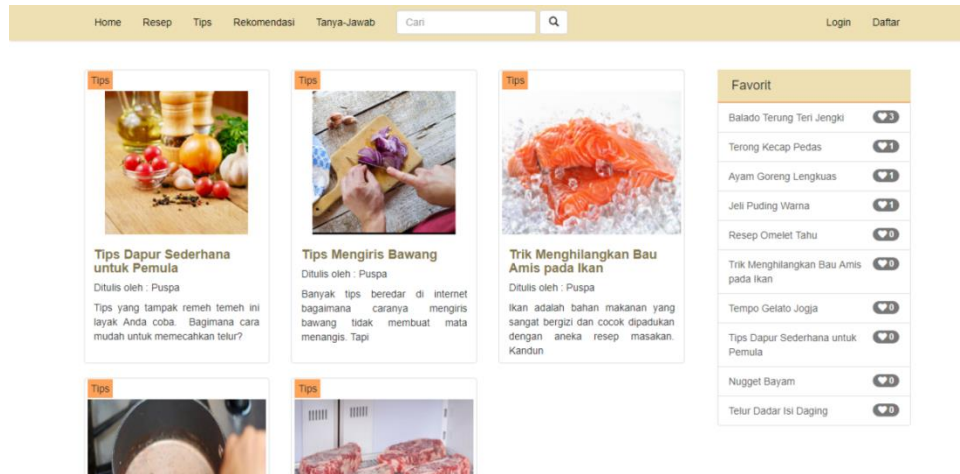 Home Resep Tips Rekomendasi Tanya-Jawab Cari Login Daftar
Tips
Tips Dapur Sederhana
untuk Pemula
Ditulis oleh : Puspa
Tips yang tampak remeh temeh ini
layak Anda coba. Bagimana cara
mudah untuk memecahkan telur?
Tips
Tips Mengiris Bawang
Ditulis oleh : Puspa
Banyak tips beredar di internet
bagaimana caranya mengiris
bawang tidak membuat mata
menangis. Tapi
Tips
Trik Menghilangkan Bau
Amis pada Ikan
Ditulis oleh : Puspa
Ikan adalah bahan makanan yang
sangat bergizi dan cocok dipadukan
dengan aneka resep masakan.
Kandun
Tips
Tips
Favorit
Balado Terung Teri Jengki 3
Terong Kecap Pedas 1
Ayam Goreng Lengkuas 1
Jeli Puding Warna 1
Resep Omelet Tahu 0
Trik Menghilangkan Bau Amis 0
pada Ikan
Tempo Gelato Jogja 0
Tips Dapur Sederhana untuk 0
Pemula
Nugget Bayam 0
Telur Dadar Isi Daging 0